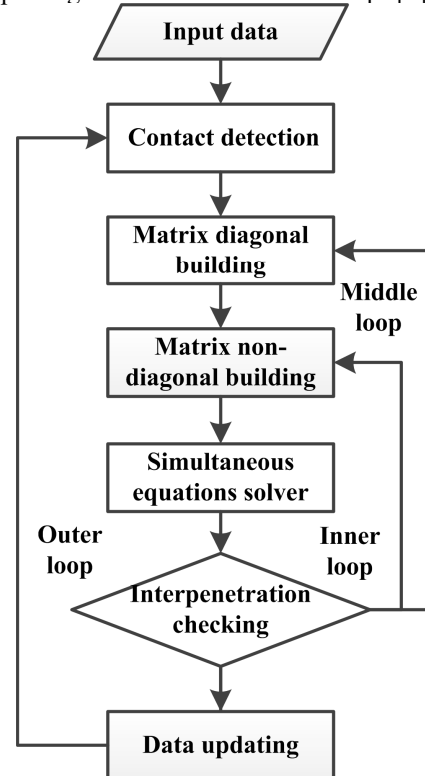 Input data
Contact detection
Matrix diagonal
building
Middle
loop
Matrix non-
diagonal building
Simultaneous
equations solver
Outer
loop
Inner
loop
Interpenetration
checking
Data updating